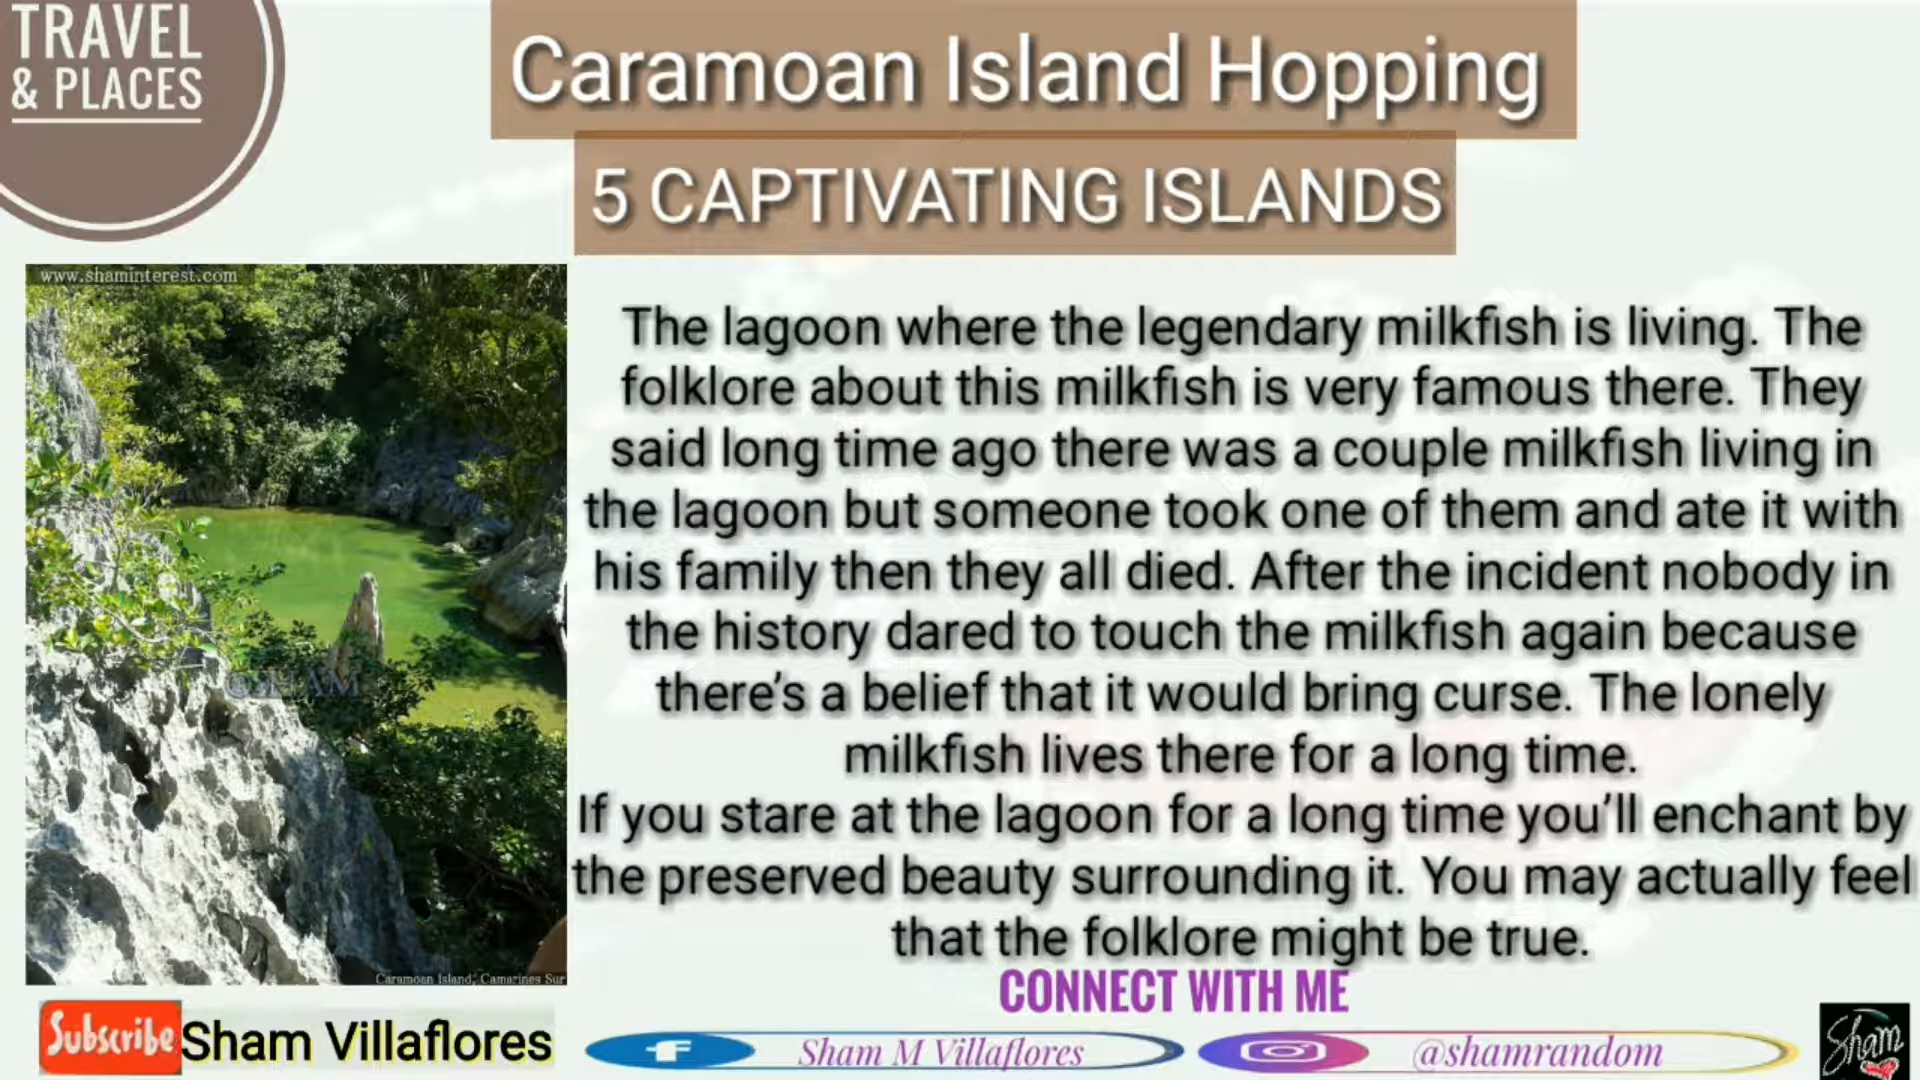 TRAVEL
& PLACES
Caramoan Island Hopping
5 CAPTIVATING ISLANDS
www.shaminterest.com
The lagoon where the legendary milkfish is living. The
folklore about this milkfish is very famous there. They
said long time ago there was a couple milkfish living in
the lagoon but someone took one of them and ate it with
his family then they all died. After the incident nobody in
the history dared to touch the milkfish again because
there's a belief that it would bring curse. The lonely
milkfish lives there for a long time.
If you stare at the lagoon for a long time you'll enchant by
the preserved beauty surrounding it. You may actually feel
that the folklore might be true.
©SHAM
Caramoan Island, Camarines Sur
CONNECT WITH ME
Subscribe Sham Villaflores
Sham M Villaflores
@shamrandom
Sham